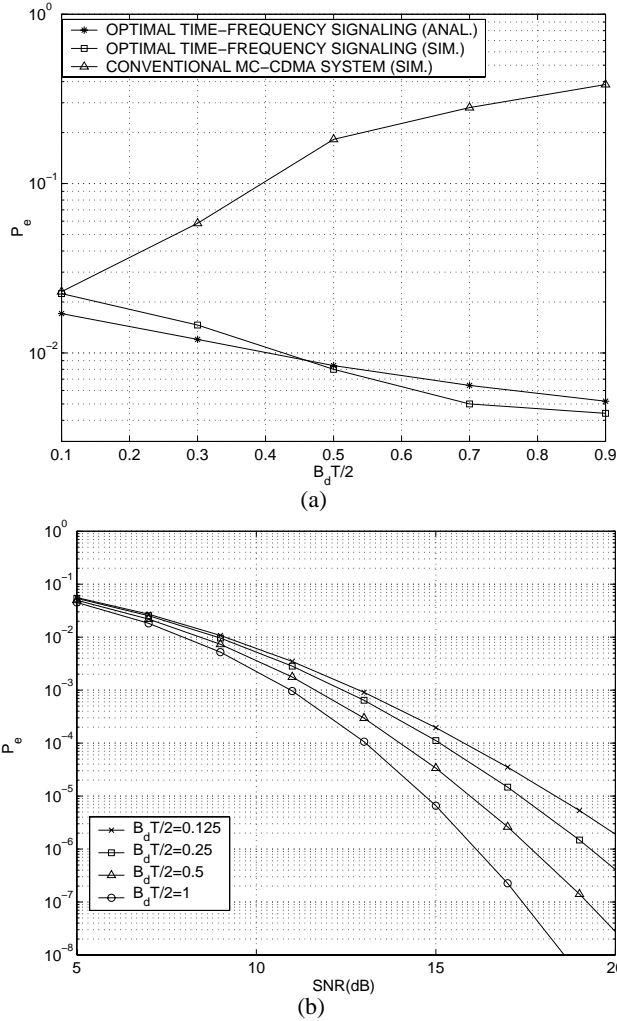 10^0
OPTIMAL TIME−FREQUENCY SIGNALING (ANAL.)
OPTIMAL TIME−FREQUENCY SIGNALING (SIM.)
CONVENTIONAL MC−CDMA SYSTEM (SIM.)
10^−1
P_e
10^−2
0.1 0.2 0.3 0.4 0.5 0.6 0.7 0.8 0.9
B_dT/2
(a)
10^0
10^−1
10^−2
10^−3
10^−4
P_e
10^−5
10^−6
10^−7
10^−8
B_dT/2=0.125
B_dT/2=0.25
B_dT/2=0.5
B_dT/2=1
5 10 15 20
SNR(dB)
(b)